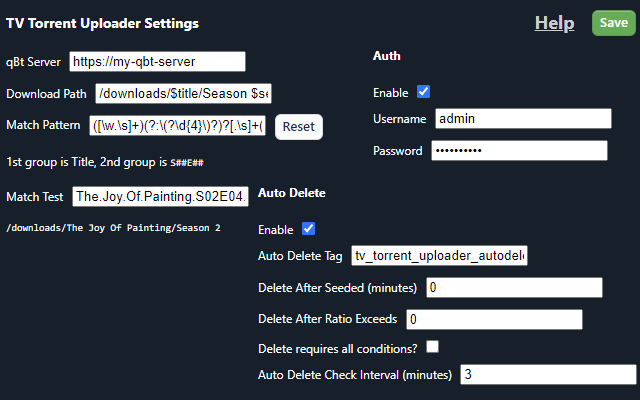 TV Torrent Uploader Settings
Help
Save
qBt Server
https://my-qbt-server
Download Path
/downloads/$title/Season $se
Match Pattern
([\w.\s]+)(?:\(?\d{4}\)?)?[.\s]+(
Reset
1st group is Title, 2nd group is S##E##
Match Test
The.Joy.Of.Painting.S02E04.
/downloads/The Joy Of Painting/Season 2
Auth
Enable
Username
admin
Password
••••••••••
Auto Delete
Enable
Auto Delete Tag
tv_torrent_uploader_autodele
Delete After Seeded (minutes)
0
Delete After Ratio Exceeds
0
Delete requires all conditions?
Auto Delete Check Interval (minutes)
3